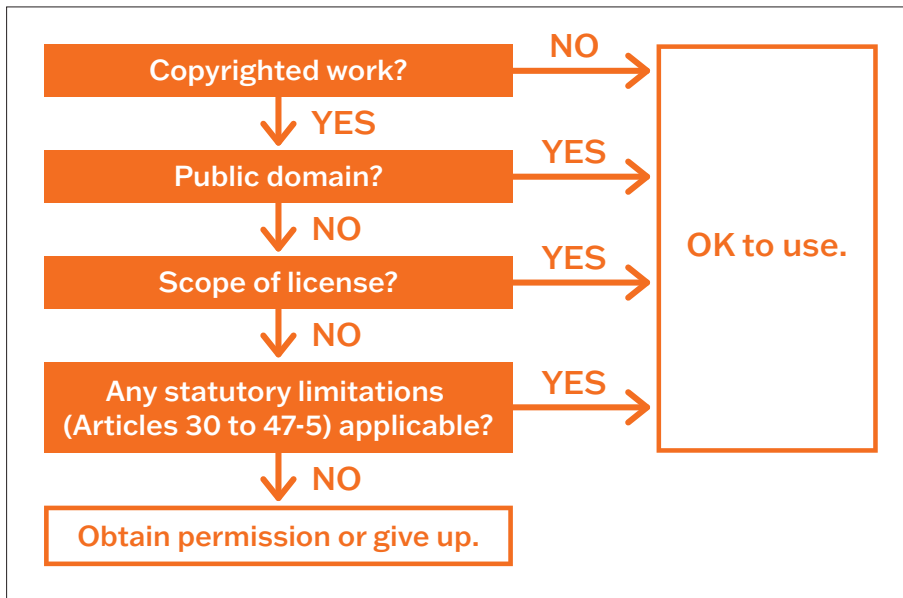 Copyrighted work?
NO
YES
Public domain?
YES
NO
Scope of license?
YES
NO
Any statutory limitations
(Articles 30 to 47-5) applicable?
YES
NO
Obtain permission or give up.
OK to use.